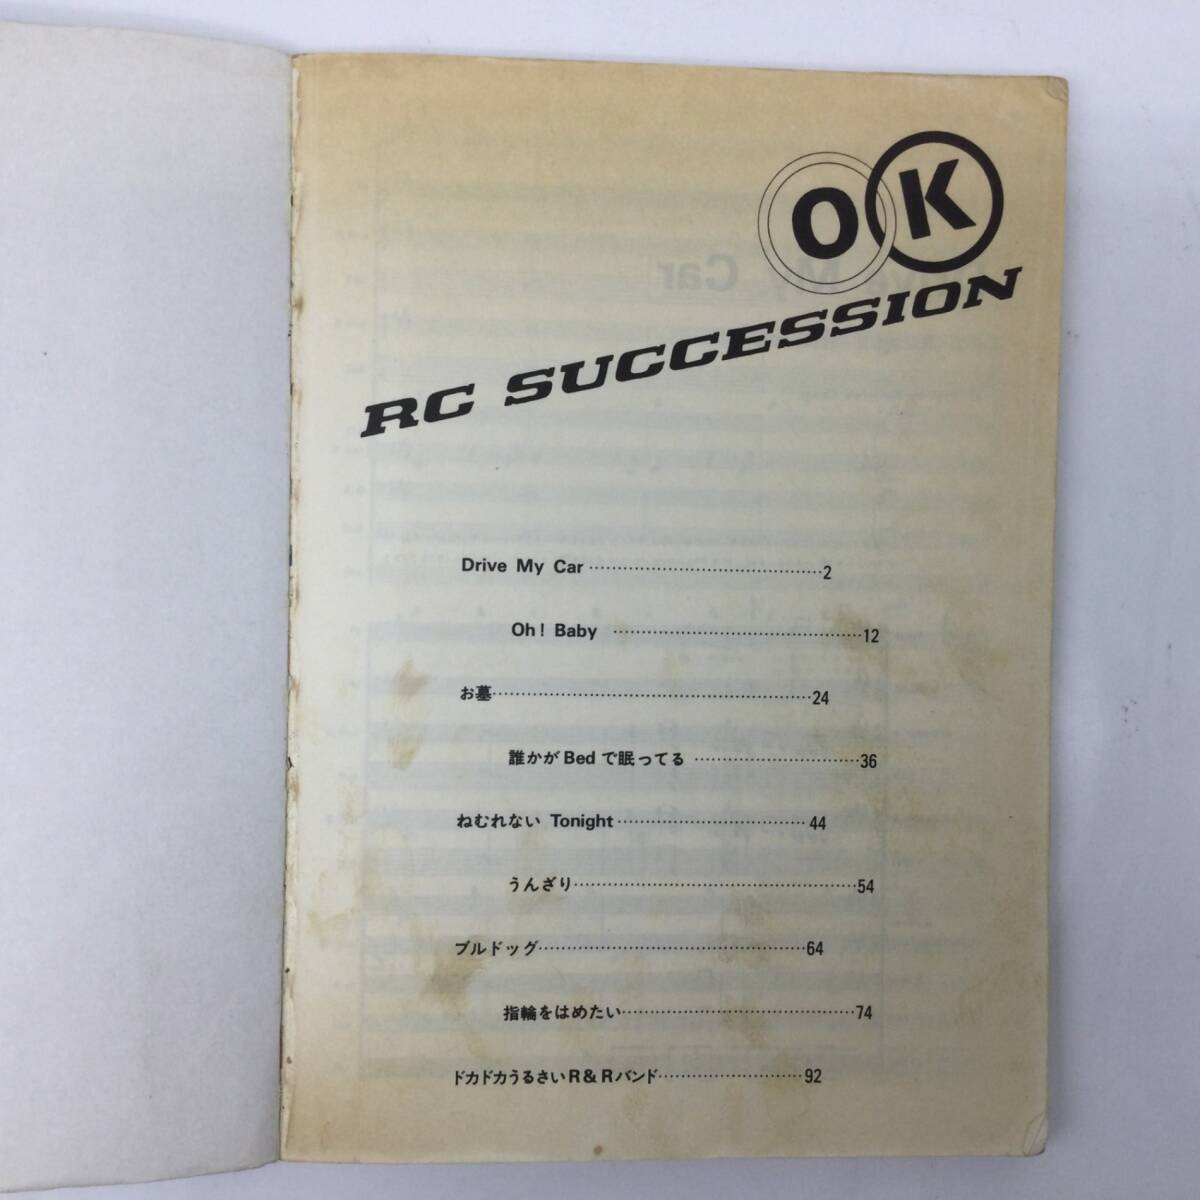 OK
RC SUCCESSION
Drive My Car ……………………………………2
Oh! Baby ………………………………………12
お墓…………………………………………………24
誰かがBedで眠ってる …………………………36
ねむれない Tonight……………………………44
うんざり……………………………………………54
ブルドッグ…………………………………………64
指輪をはめたい……………………………………74
ドカドカうるさいR&Rバンド……………………92